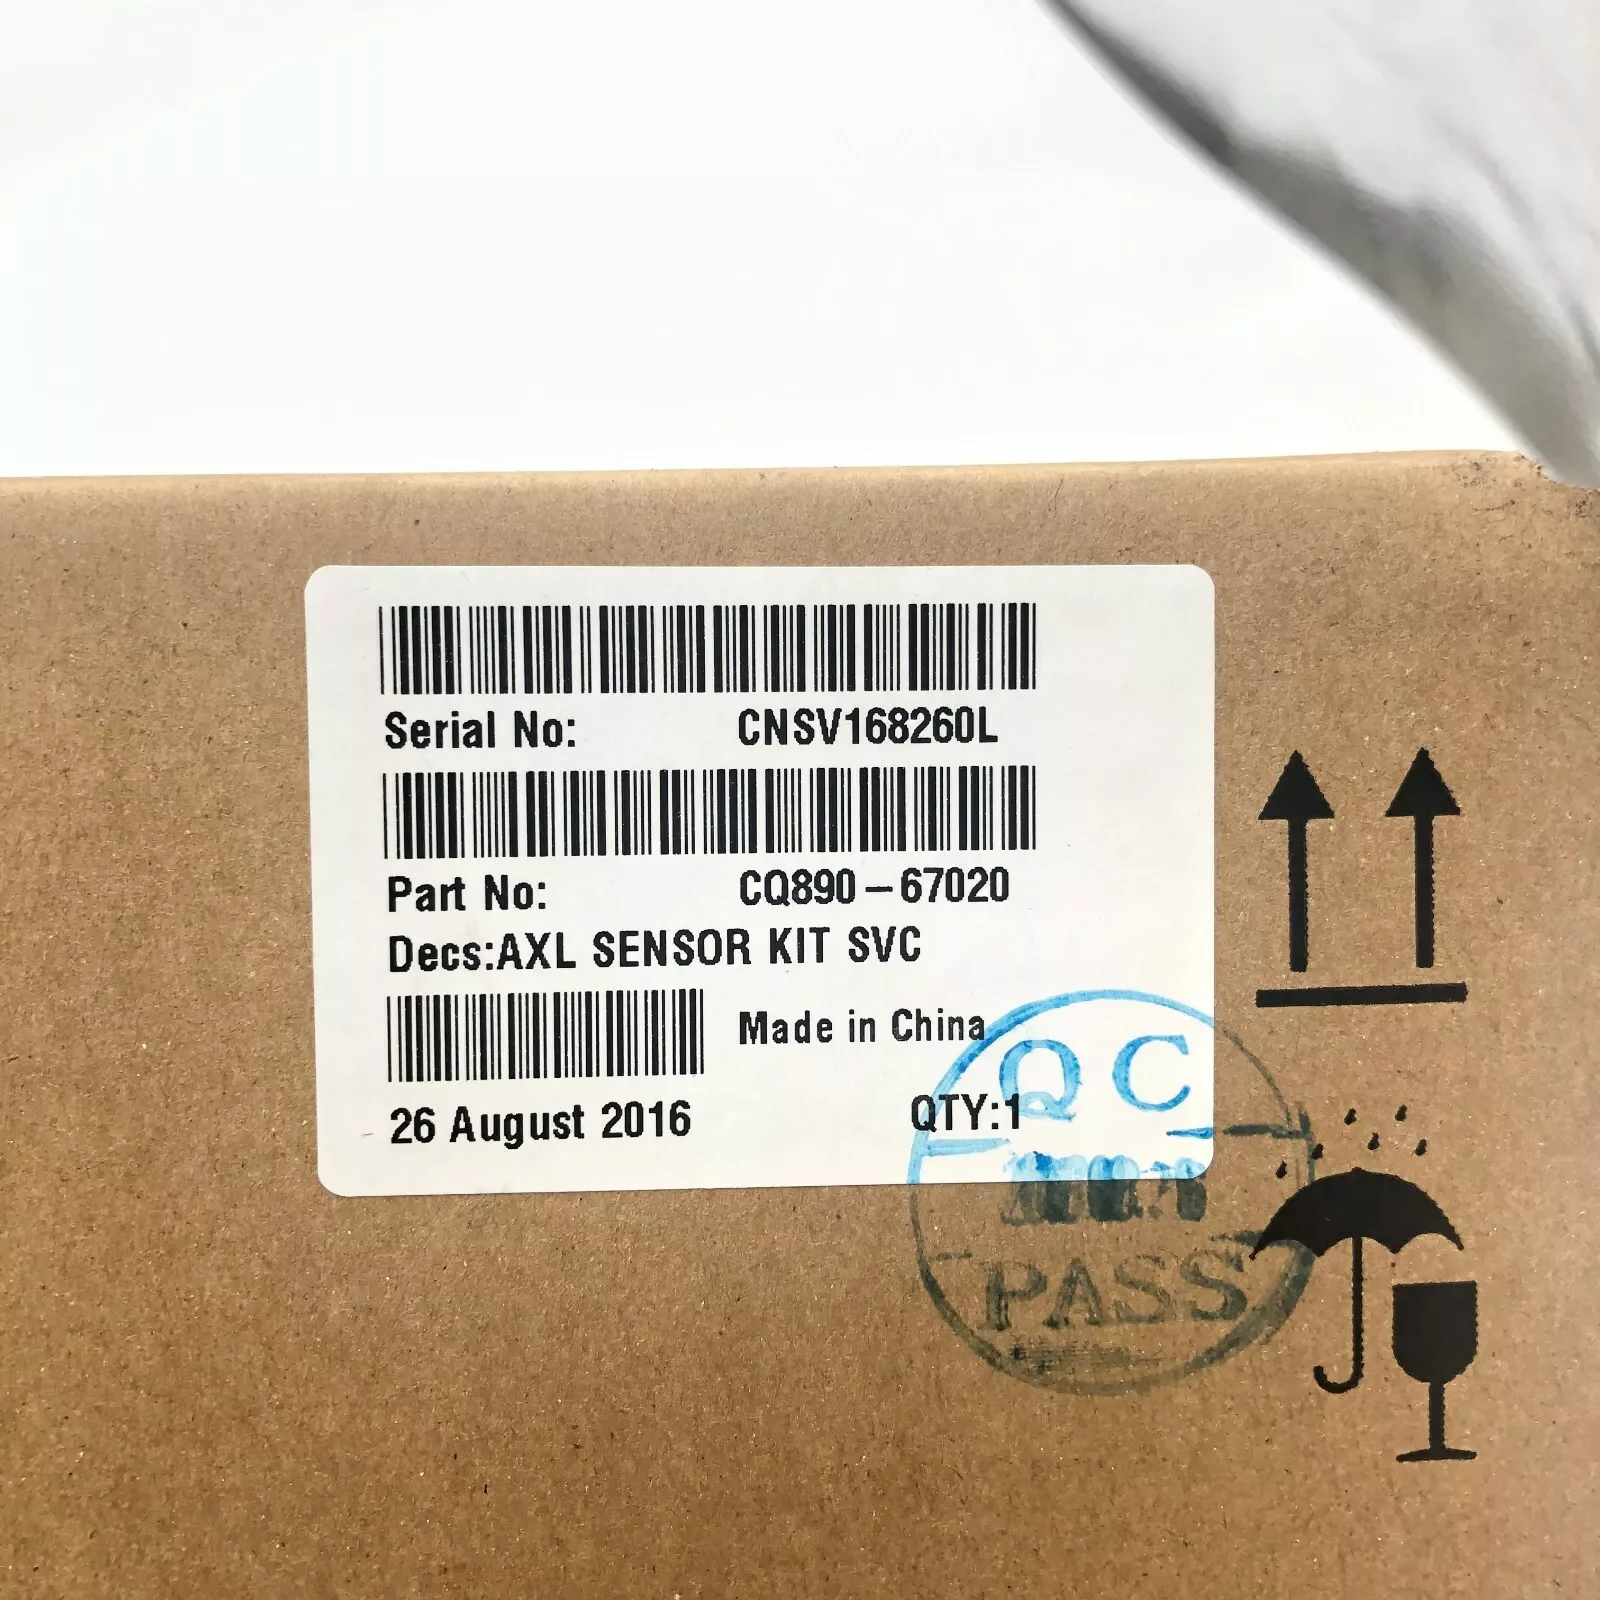 Serial No: CNSV168260L
Part No: CQ890-67020
Decs:AXL SENSOR KIT SVC
Made in China
26 August 2016 QTY:1
QC
PASS